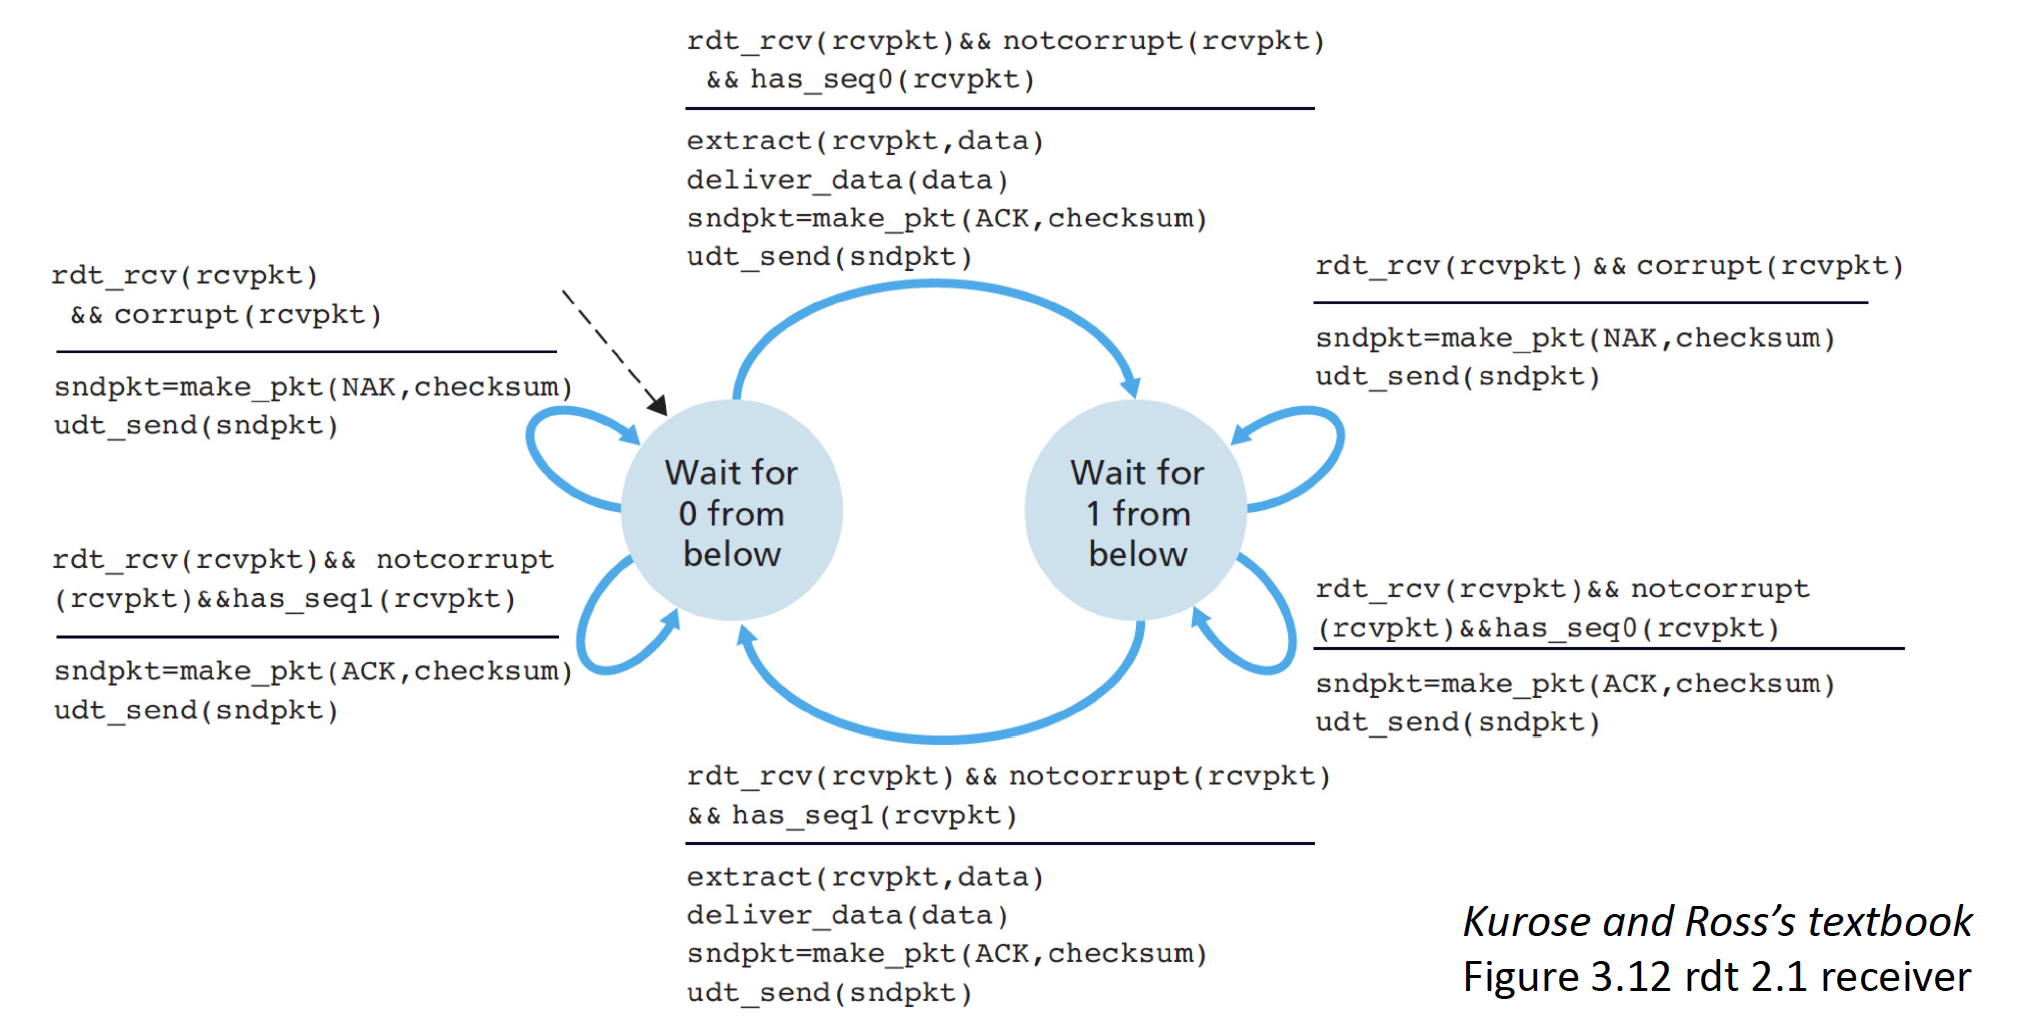 rdt_rcv(rcvpkt)&& notcorrupt(rcvpkt)
&& has_seq0(rcvpkt)
extract(rcvpkt,data)
deliver_data(data)
sndpkt=make_pkt(ACK,checksum)
udt_send(sndpkt)
rdt_rcv(rcvpkt)
&& corrupt(rcvpkt)
sndpkt=make_pkt(NAK,checksum)
udt_send(sndpkt)
rdt_rcv(rcvpkt) && corrupt(rcvpkt)
sndpkt=make_pkt(NAK,checksum)
udt_send(sndpkt)
Wait for
0 from
below
Wait for
1 from
below
rdt_rcv(rcvpkt)&& notcorrupt
(rcvpkt)&&has_seq1(rcvpkt)
sndpkt=make_pkt(ACK,checksum)
udt_send(sndpkt)
rdt_rcv(rcvpkt)&& notcorrupt
(rcvpkt)&&has_seq0(rcvpkt)
sndpkt=make_pkt(ACK,checksum)
udt_send(sndpkt)
rdt_rcv(rcvpkt) && notcorrupt(rcvpkt)
&& has_seq1(rcvpkt)
extract(rcvpkt,data)
deliver_data(data)
sndpkt=make_pkt(ACK,checksum)
udt_send(sndpkt)
Kurose and Ross’s textbook
Figure 3.12 rdt 2.1 receiver